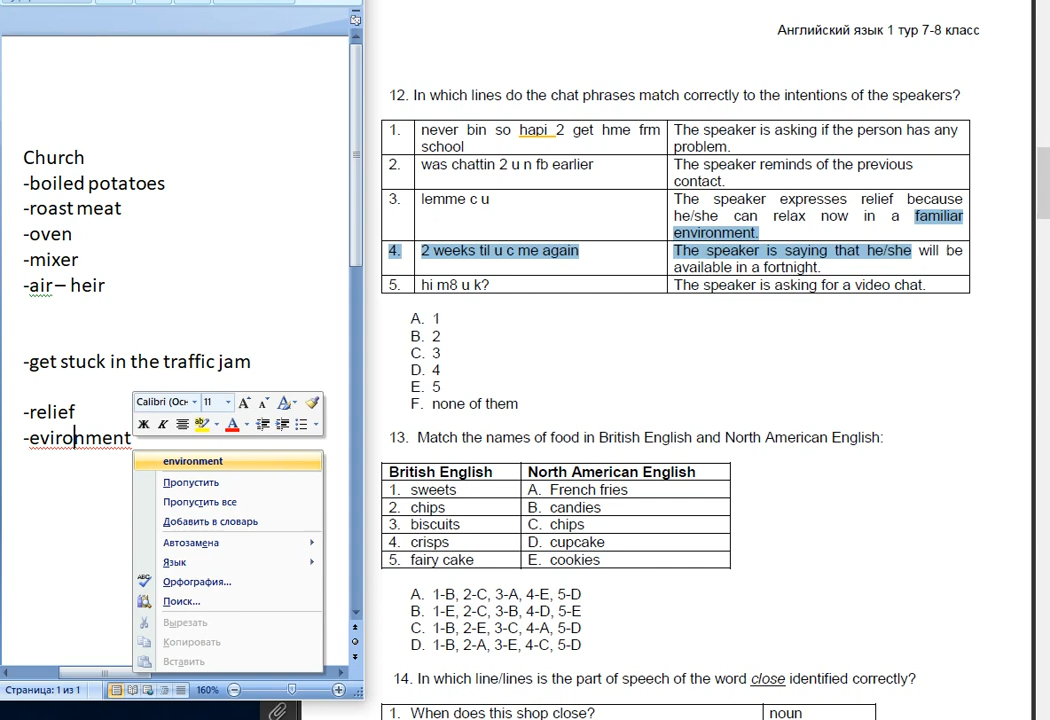 Английский язык 1 тур 7-8 класс
12. In which lines do the chat phrases match correctly to the intentions of the speakers?
1. never bin so hapi 2 get hme frm school
The speaker is asking if the person has any problem.
2. was chattin 2 u n fb earlier
The speaker reminds of the previous contact.
3. lemme c u
The speaker expresses relief because he/she can relax now in a familiar environment.
4. 2 weeks til u c me again
The speaker is saying that he/she will be available in a fortnight.
5. hi m8 u k?
The speaker is asking for a video chat.
A. 1
B. 2
C. 3
D. 4
E. 5
F. none of them
13. Match the names of food in British English and North American English:
British English North American English
1. sweets A. French fries
2. chips B. candies
3. biscuits C. chips
4. crisps D. cupcake
5. fairy cake E. cookies
A. 1-B, 2-C, 3-A, 4-E, 5-D
B. 1-E, 2-C, 3-B, 4-D, 5-E
C. 1-B, 2-E, 3-C, 4-A, 5-D
D. 1-B, 2-A, 3-E, 4-C, 5-D
14. In which line/lines is the part of speech of the word close identified correctly?
1. When does this shop close? noun
Church
-boiled potatoes
-roast meat
-oven
-mixer
-air – heir
-get stuck in the traffic jam
-relief
-evironment
Calibri (Осн 11
Ж К
environment
Пропустить
Пропустить все
Добавить в словарь
Автозамена
Язык
Орфография...
Поиск...
Вырезать
Копировать
Вставить
Страница: 1 из 1
160%